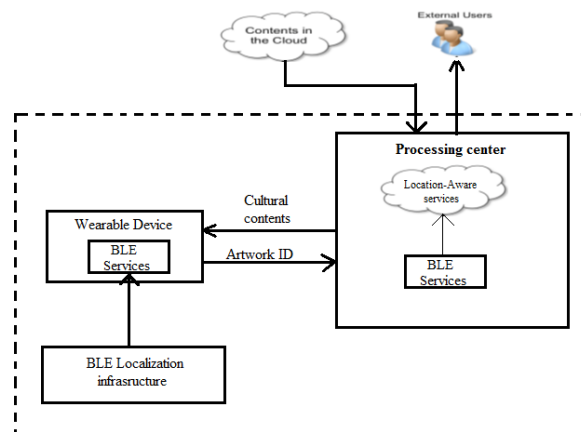 Contents in
the Cloud
External Users
Processing center
Location-Aware
services
BLE
Services
Cultural
contents
Artwork ID
Wearable Device
BLE
Services
BLE Localization
infrasructure